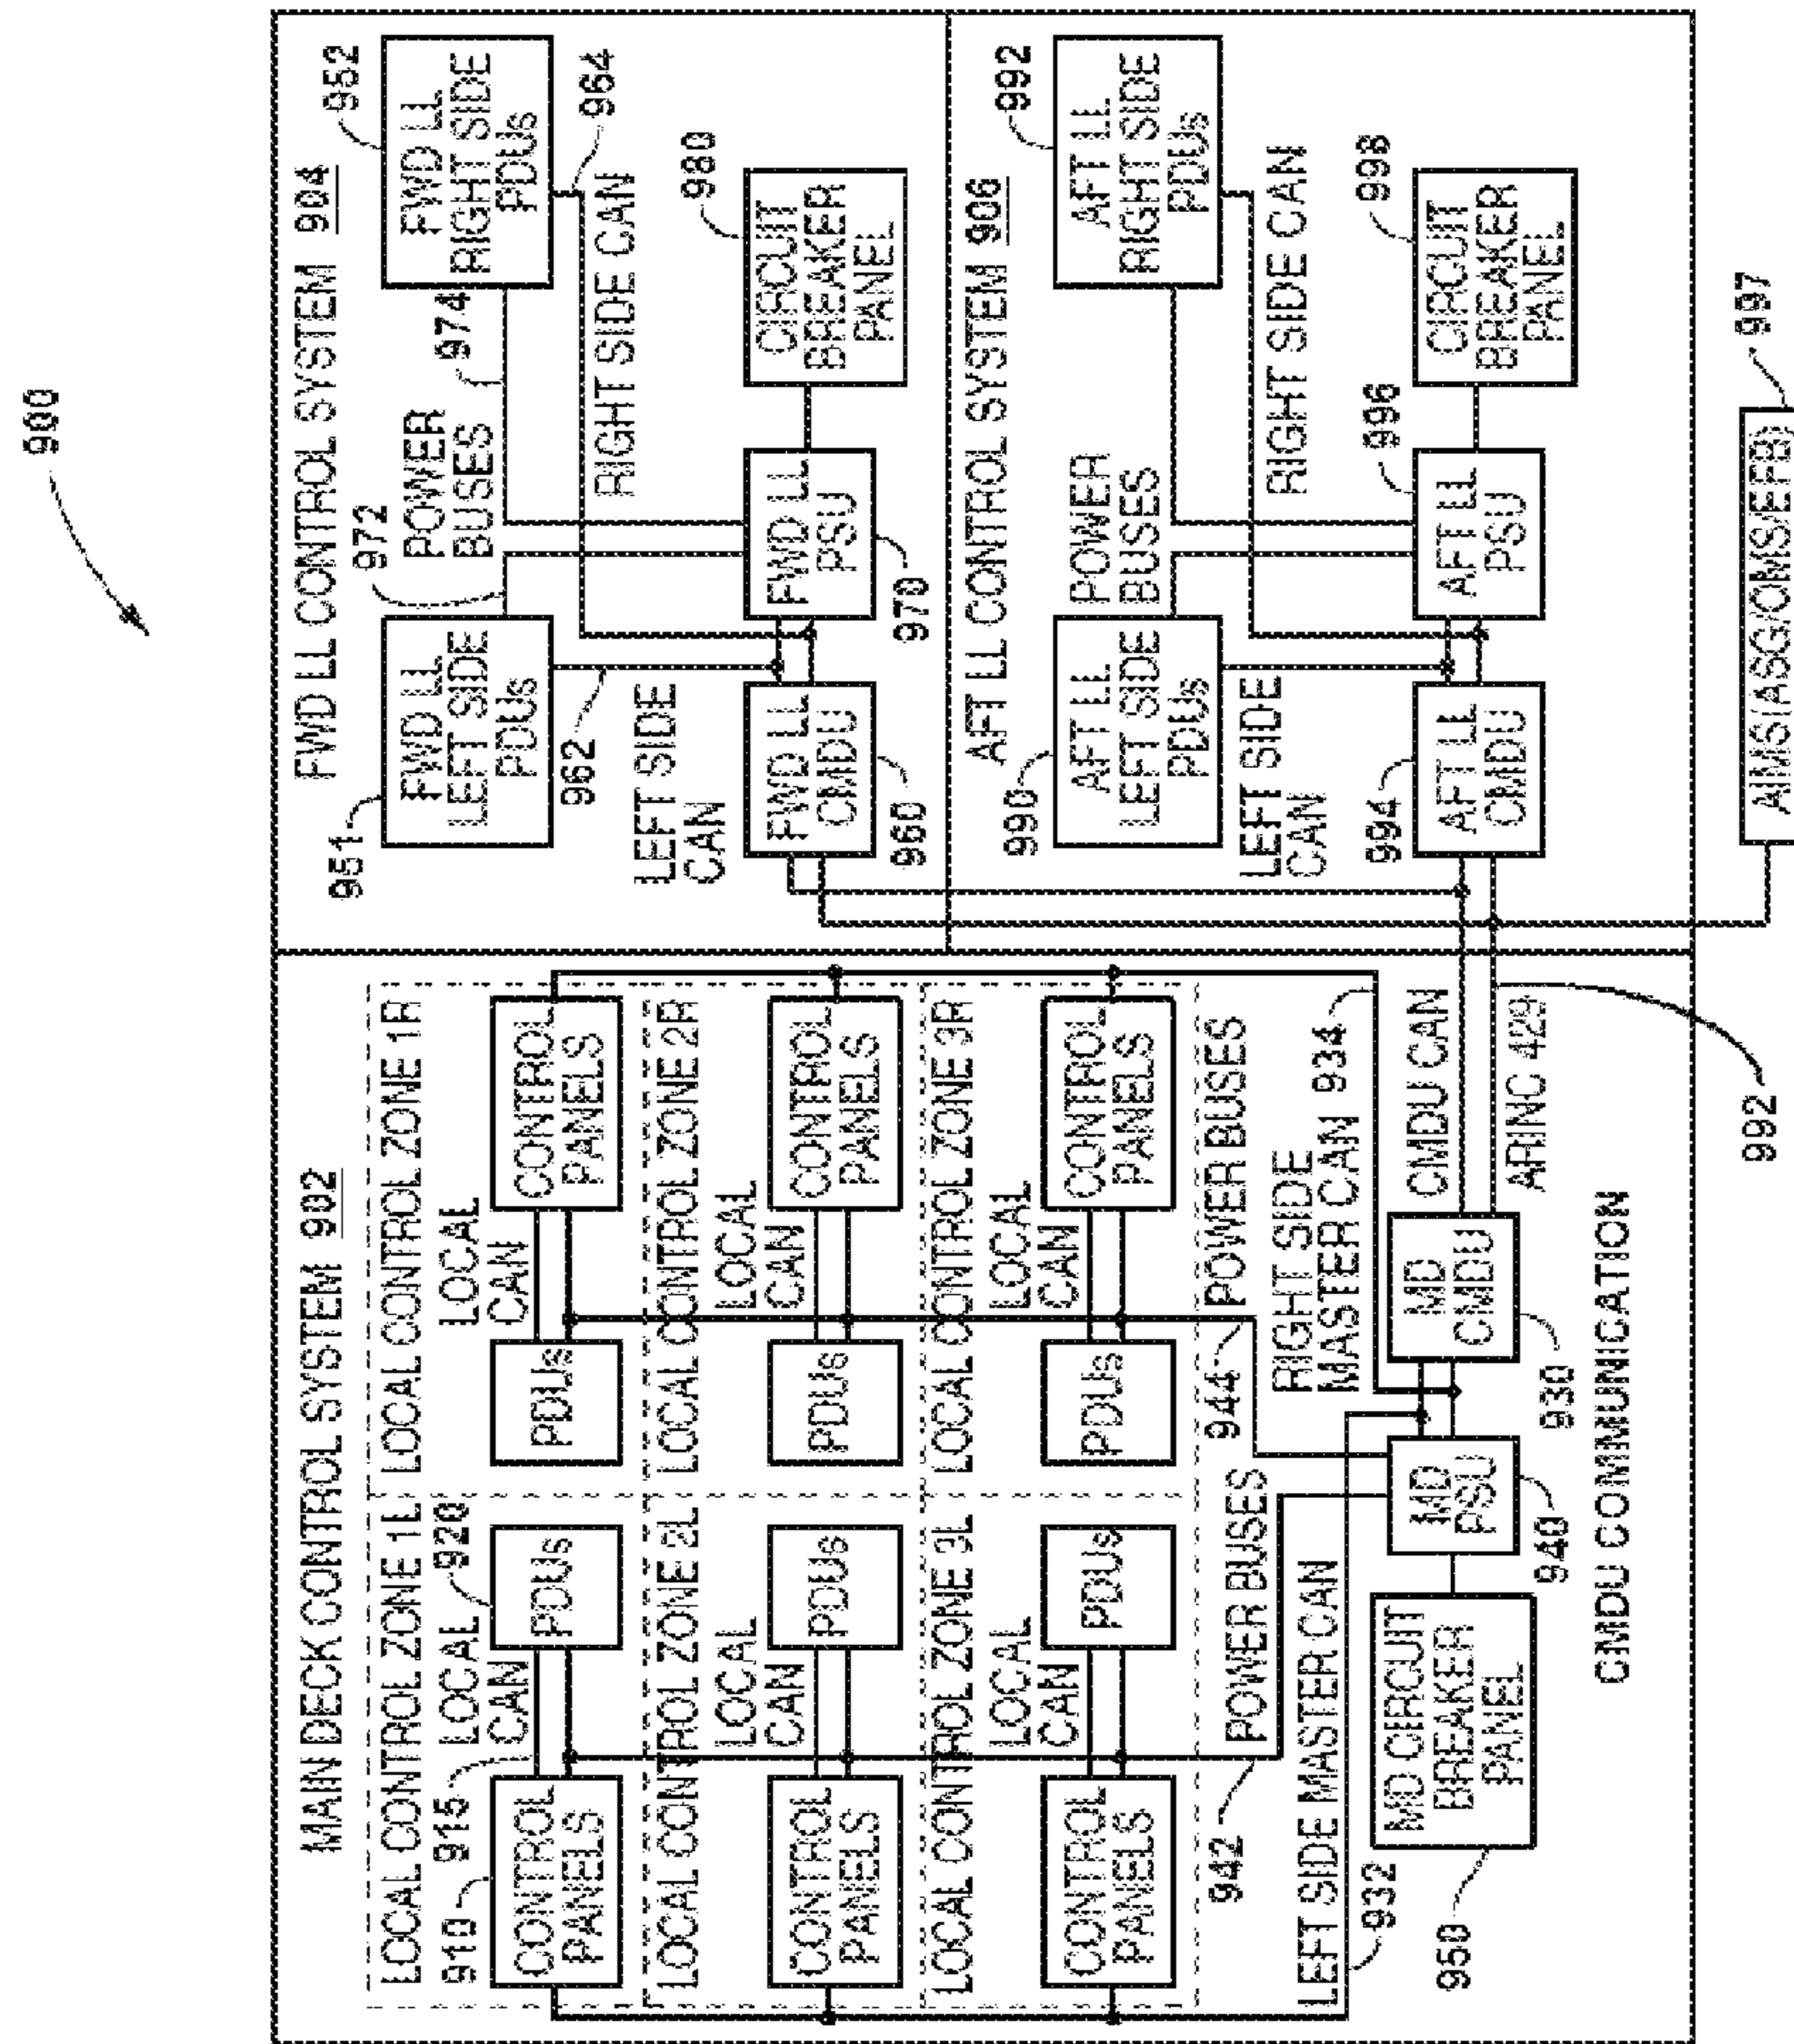 900
MAIN DECK CONTROL SYSTEM 902
LOCAL CONTROL ZONE 1L
910
915
LOCAL
CAN
920
CONTROL
PANELS
PDUs
LOCAL CONTROL ZONE 1R
LOCAL
CAN
PDUs
CONTROL
PANELS
LOCAL CONTROL ZONE 2L
LOCAL
CAN
CONTROL
PANELS
PDUs
LOCAL CONTROL ZONE 2R
LOCAL
CAN
PDUs
CONTROL
PANELS
LOCAL CONTROL ZONE 3L
LOCAL
CAN
CONTROL
PANELS
PDUs
LOCAL CONTROL ZONE 3R
LOCAL
CAN
PDUs
CONTROL
PANELS
942
POWER BUSES
944
POWER BUSES
LEFT SIDE MASTER CAN
932
RIGHT SIDE
MASTER CAN 934
MD CIRCUIT
BREAKER
PANEL
950
MD
PSU
940
MD
CMDU
930
CMDU CAN
ARINC 429
992
CMDU COMMUNICATION
FWD LL CONTROL SYSTEM 904
951
FWD LL
LEFT SIDE
PDUs
972
POWER
BUSES
974
FWD LL
RIGHT SIDE
PDUs
952
962
964
LEFT SIDE
CAN
RIGHT SIDE CAN
FWD LL
CMDU
960
FWD LL
PSU
970
CIRCUIT
BREAKER
PANEL
980
AFT LL CONTROL SYSTEM 906
990
AFT LL
LEFT SIDE
PDUs
POWER
BUSES
AFT LL
RIGHT SIDE
PDUs
992
LEFT SIDE
CAN
RIGHT SIDE CAN
994
AFT LL
CMDU
996
AFT LL
PSU
998
CIRCUIT
BREAKER
PANEL
AIMS/ASG/OMS/EFB)
997